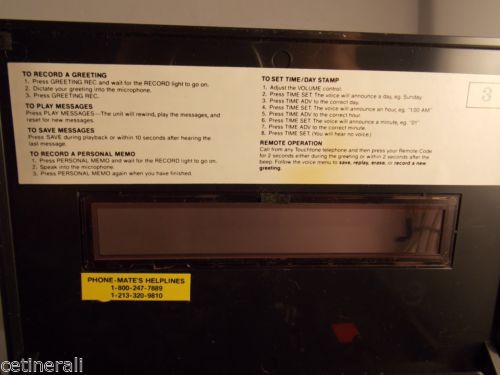 TO RECORD A GREETING
1. Press GREETING REC and wait for the RECORD light to go on.
2. Dictate your greeting into the microphone.
3. Press GREETING REC.
TO PLAY MESSAGES
Press PLAY MESSAGES—The unit will rewind, play the messages, and
reset for new messages.
TO SAVE MESSAGES
Press SAVE during playback or within 10 seconds after hearing the
last message.
TO RECORD A PERSONAL MEMO
1. Press PERSONAL MEMO and wait for the RECORD light to go on.
2. Speak into the microphone.
3. Press PERSONAL MEMO again when you have finished.
TO SET TIME/DAY STAMP
1. Adjust the VOLUME control.
2. Press TIME SET. The voice will announce a day, eg. Sunday.
3. Press TIME ADV to the correct day.
4. Press TIME SET. The voice will announce an hour, eg. "1:00 AM"
5. Press TIME ADV to the correct hour.
6. Press TIME SET. The voice will announce a minute, eg. "01"
7. Press TIME ADV to the correct minute.
8. Press TIME SET. (You will hear no voice.)
REMOTE OPERATION
Call from any Touchtone telephone and then press your Remote Code
for 2 seconds either during the greeting or within 2 seconds after the
beep. Follow the voice menu to save, replay, erase, or record a new
greeting.
3
PHONE-MATE'S HELPLINES
1-800-247-7889
1-213-320-9810
cetinerali